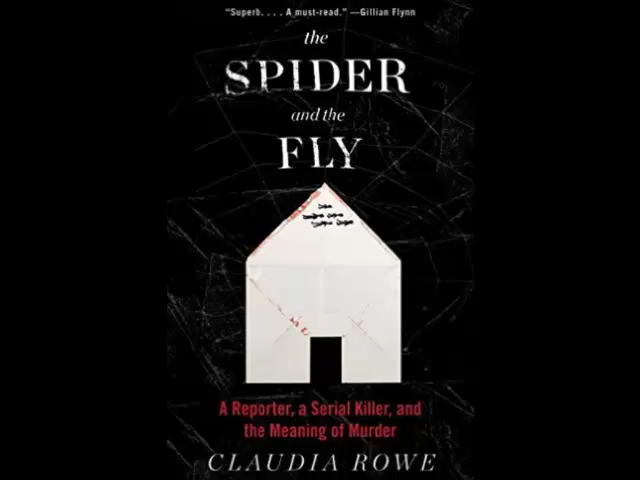 "Superb. . . . A must-read." —Gillian Flynn
the
SPIDER
and the
FLY
A Reporter, a Serial Killer, and
the Meaning of Murder
CLAUDIA ROWE